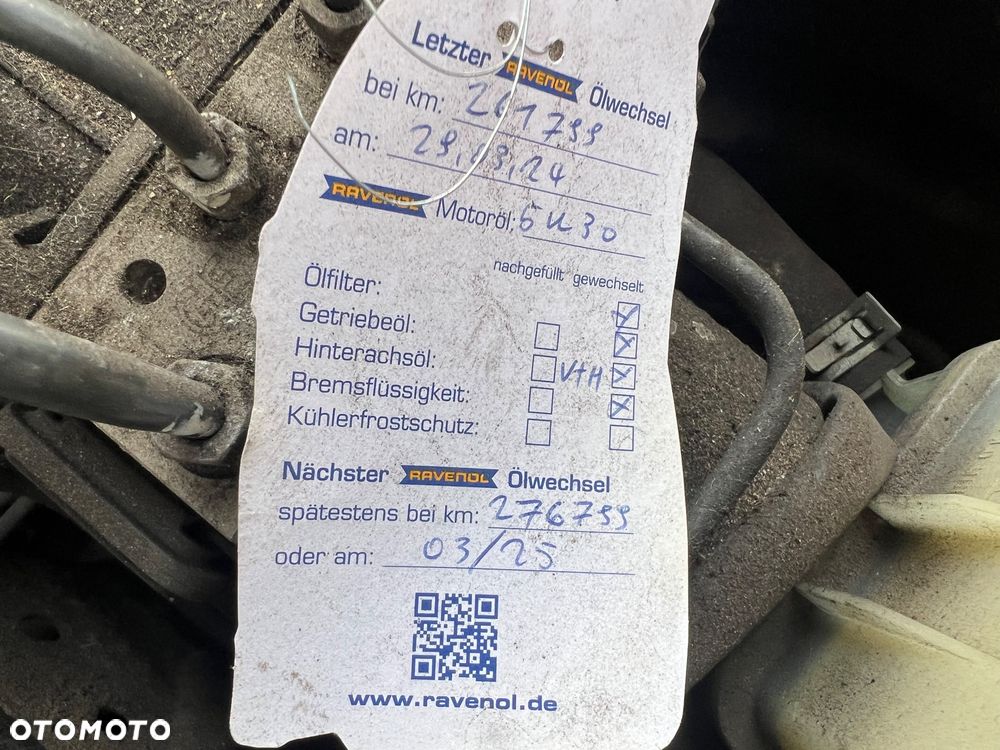 Letzter RAVENOL Ölwechsel
bei km: 261799
am: 29.03.24
RAVENOL Motoröl: 5W30
nachgefüllt gewechselt
Ölfilter:
Getriebeöl:
Hinterachsöl: V+H
Bremsflüssigkeit:
Kühlerfrostschutz:
Nächster RAVENOL Ölwechsel
spätestens bei km: 276799
oder am: 03/25
www.ravenol.de
OTOMOTO